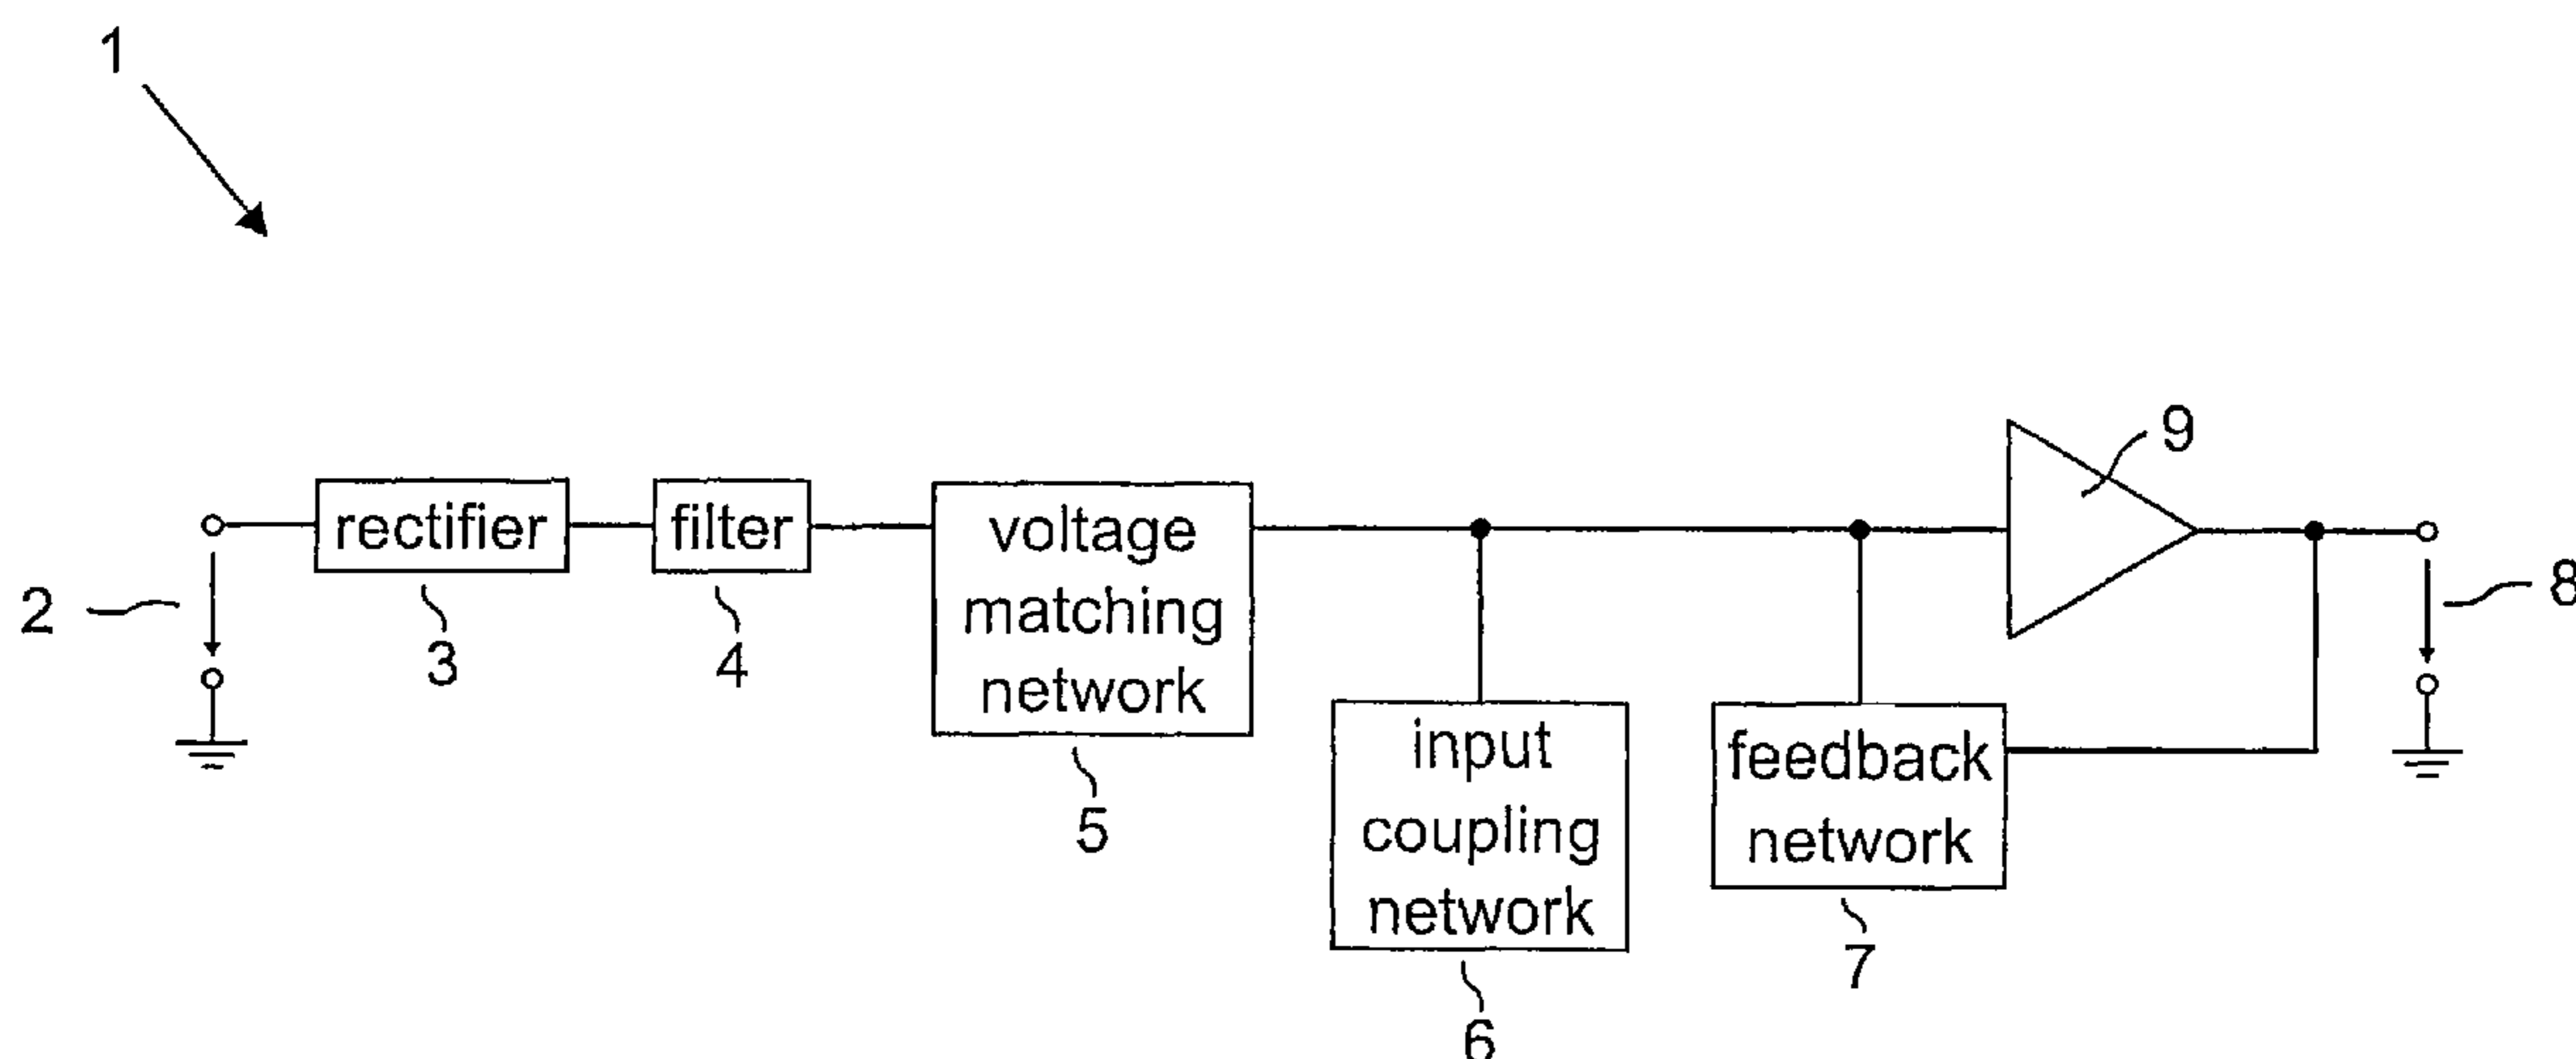 1
9
rectifier
filter
voltage
matching
network
2
3
4
8
5
input
coupling
network
feedback
network
6
7